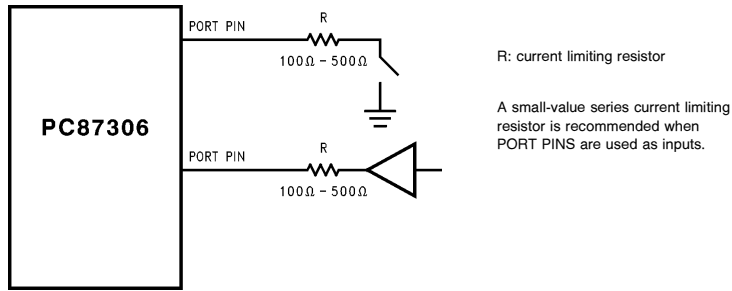 PORT PIN
R
100Ω – 500Ω
R: current limiting resistor
A small-value series current limiting
resistor is recommended when
PORT PINS are used as inputs.
PC87306
PORT PIN
R
100Ω – 500Ω